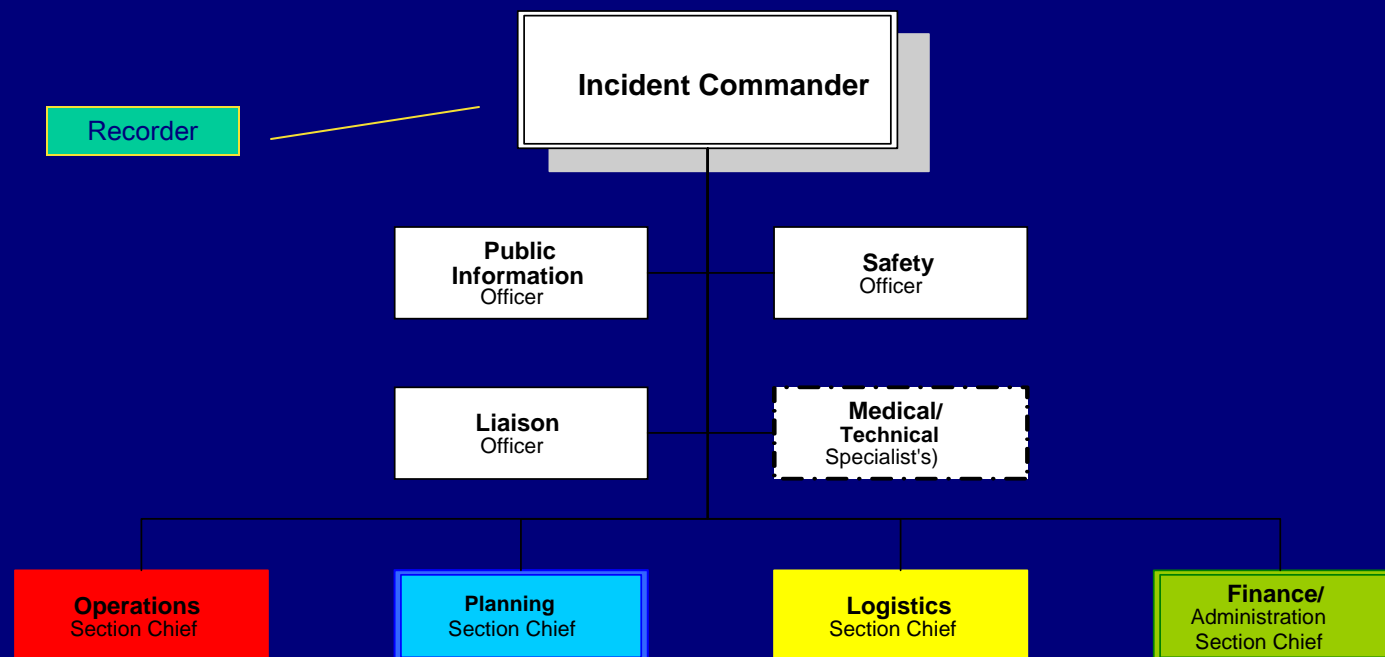 Incident Commander
Recorder
Public
Information
Officer
Safety
Officer
Liaison
Officer
Medical/
Technical
Specialist's)
Operations
Section Chief
Planning
Section Chief
Logistics
Section Chief
Finance/
Administration
Section Chief